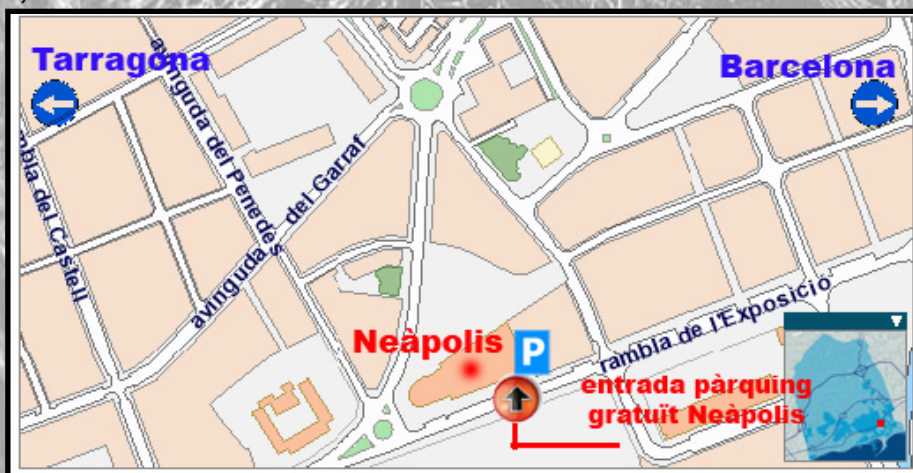 Tarragona
Barcelona
avinguda del Penedès
avinguda del Garraf
rambla del Castell
Neàpolis
P
rambla de l'Exposició
entrada pàrquing
gratuït Neàpolis